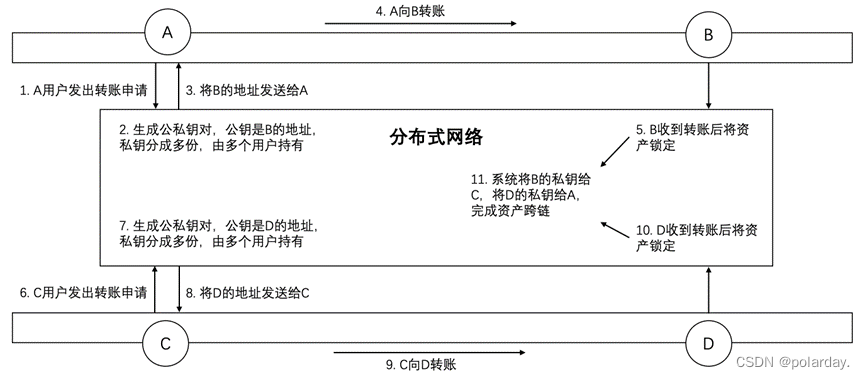 4. A向B转账
A
B
1. A用户发出转账申请
3. 将B的地址发送给A
2. 生成公私钥对，公钥是B的地址，
私钥分成多份，由多个用户持有
分布式网络
5. B收到转账后将资
产锁定
11. 系统将B的私钥给
C，将D的私钥给A，
完成资产跨链
7. 生成公私钥对，公钥是D的地址，
私钥分成多份，由多个用户持有
10. D收到转账后将资
产锁定
6. C用户发出转账申请
8. 将D的地址发送给C
C
D
9. C向D转账
CSDN @polarday.